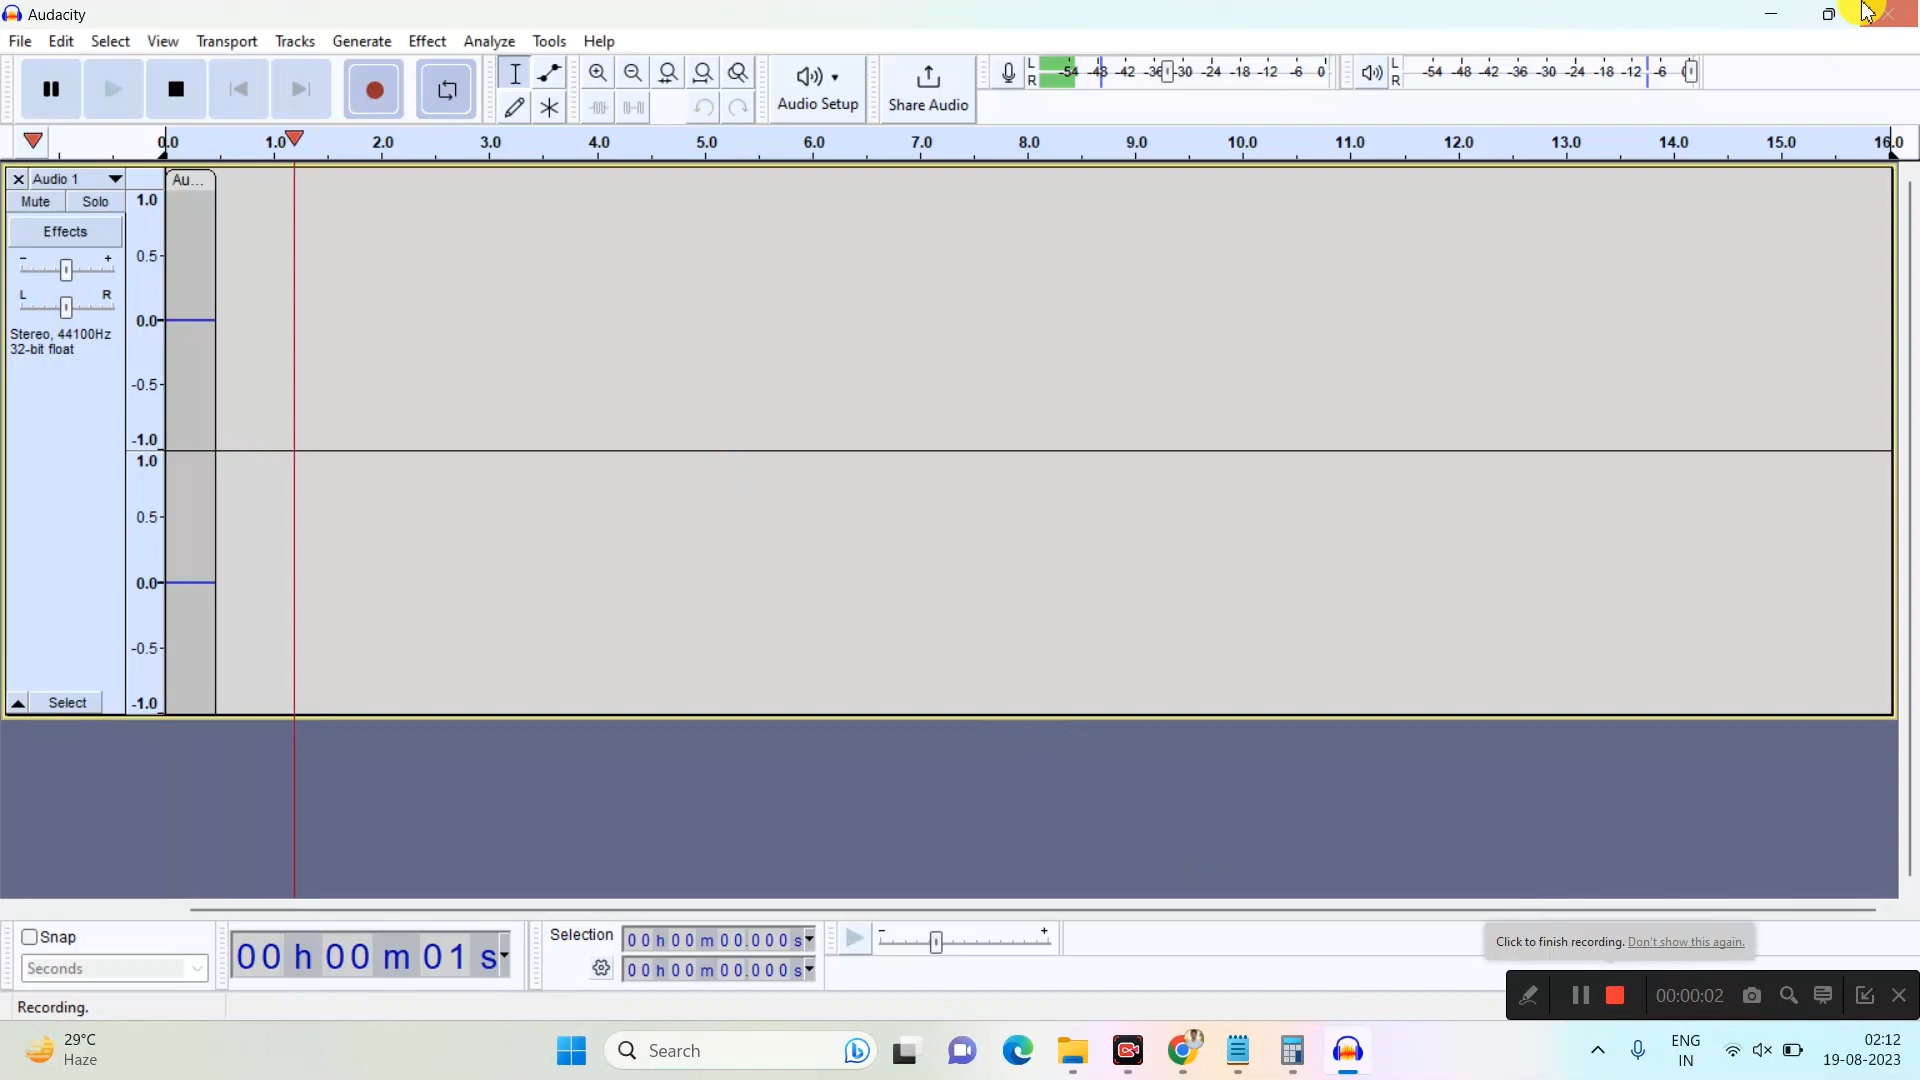 Audacity
File Edit Select View Transport Tracks Generate Effect Analyze Tools Help
L
R
-54 -48 -42 -36 -30 -24 -18 -12 -6 0
L
R
-54 -48 -42 -36 -30 -24 -18 -12 -6 0
Audio Setup
Share Audio
0.0 1.0 2.0 3.0 4.0 5.0 6.0 7.0 8.0 9.0 10.0 11.0 12.0 13.0 14.0 15.0 16.0
Audio 1
Au...
Mute Solo
Effects
- +
L R
Stereo, 44100Hz
32-bit float
1.0
0.5
0.0
-0.5
-1.0
1.0
0.5
0.0
-0.5
-1.0
Select
Snap
Seconds
00 h 00 m 01 s
Selection
00 h 00 m 00.000 s
00 h 00 m 00.000 s
- +
Click to finish recording. Don't show this again.
00:00:02
Recording.
29°C
Haze
Search
ENG
IN
02:12
19-08-2023